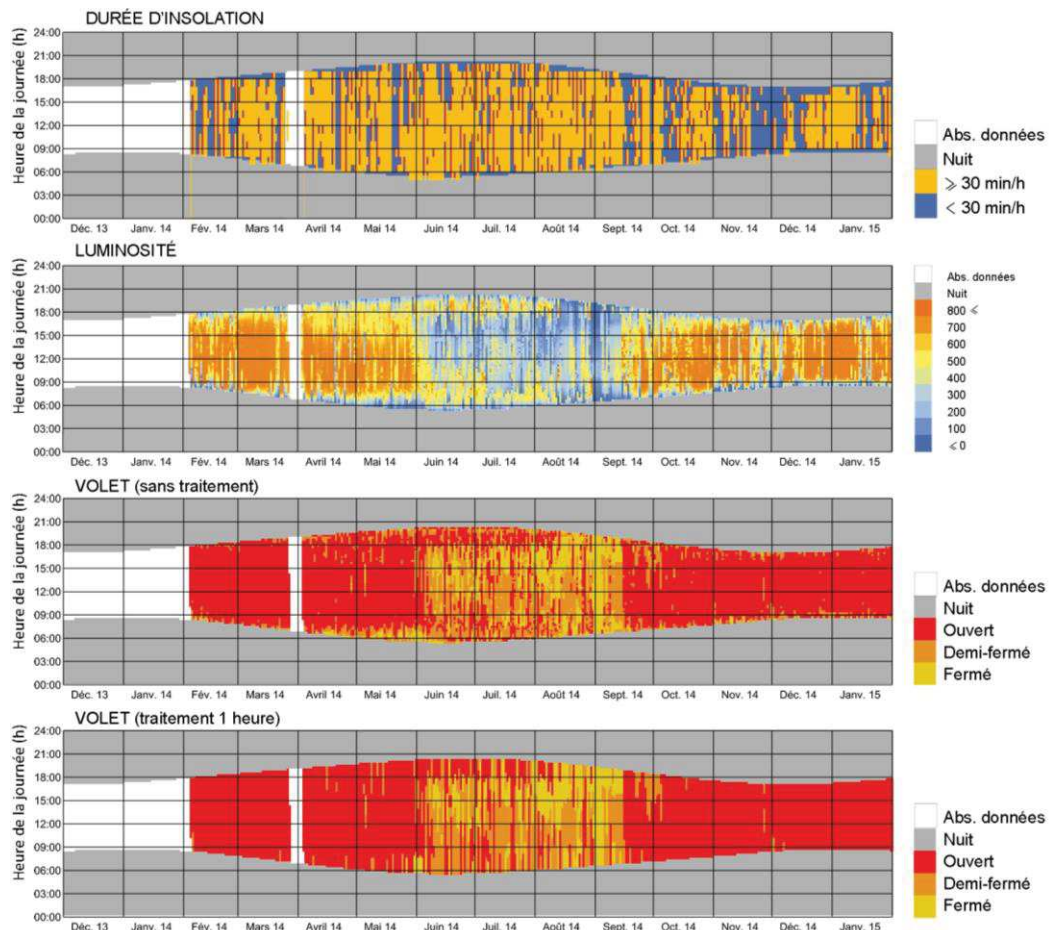 DURÉE D'INSOLATION
Heure de la journée (h)
24:00
21:00
18:00
15:00
12:00
09:00
06:00
03:00
00:00
Déc. 13 Janv. 14 Fév. 14 Mars 14 Avril 14 Mai 14 Juin 14 Juil. 14 Août 14 Sept. 14 Oct. 14 Nov. 14 Déc. 14 Janv. 15
Abs. données
Nuit
⩾ 30 min/h
< 30 min/h
LUMINOSITÉ
Heure de la journée (h)
24:00
21:00
18:00
15:00
12:00
09:00
06:00
03:00
00:00
Déc. 13 Janv. 14 Fév. 14 Mars 14 Avril 14 Mai 14 Juin 14 Juil. 14 Août 14 Sept. 14 Oct. 14 Nov. 14 Déc. 14 Janv. 15
Abs. données
Nuit
800 ⩽
700
600
500
400
300
200
100
⩽ 0
VOLET (sans traitement)
Heure de la journée (h)
24:00
21:00
18:00
15:00
12:00
09:00
06:00
03:00
00:00
Déc. 13 Janv. 14 Fév. 14 Mars 14 Avril 14 Mai 14 Juin 14 Juil. 14 Août 14 Sept. 14 Oct. 14 Nov. 14 Déc. 14 Janv. 15
Abs. données
Nuit
Ouvert
Demi-fermé
Fermé
VOLET (traitement 1 heure)
Heure de la journée (h)
24:00
21:00
18:00
15:00
12:00
09:00
06:00
03:00
00:00
Déc. 13 Janv. 14 Fév. 14 Mars 14 Avril 14 Mai 14 Juin 14 Juil. 14 Août 14 Sept. 14 Oct. 14 Nov. 14 Déc. 14 Janv. 15
Abs. données
Nuit
Ouvert
Demi-fermé
Fermé